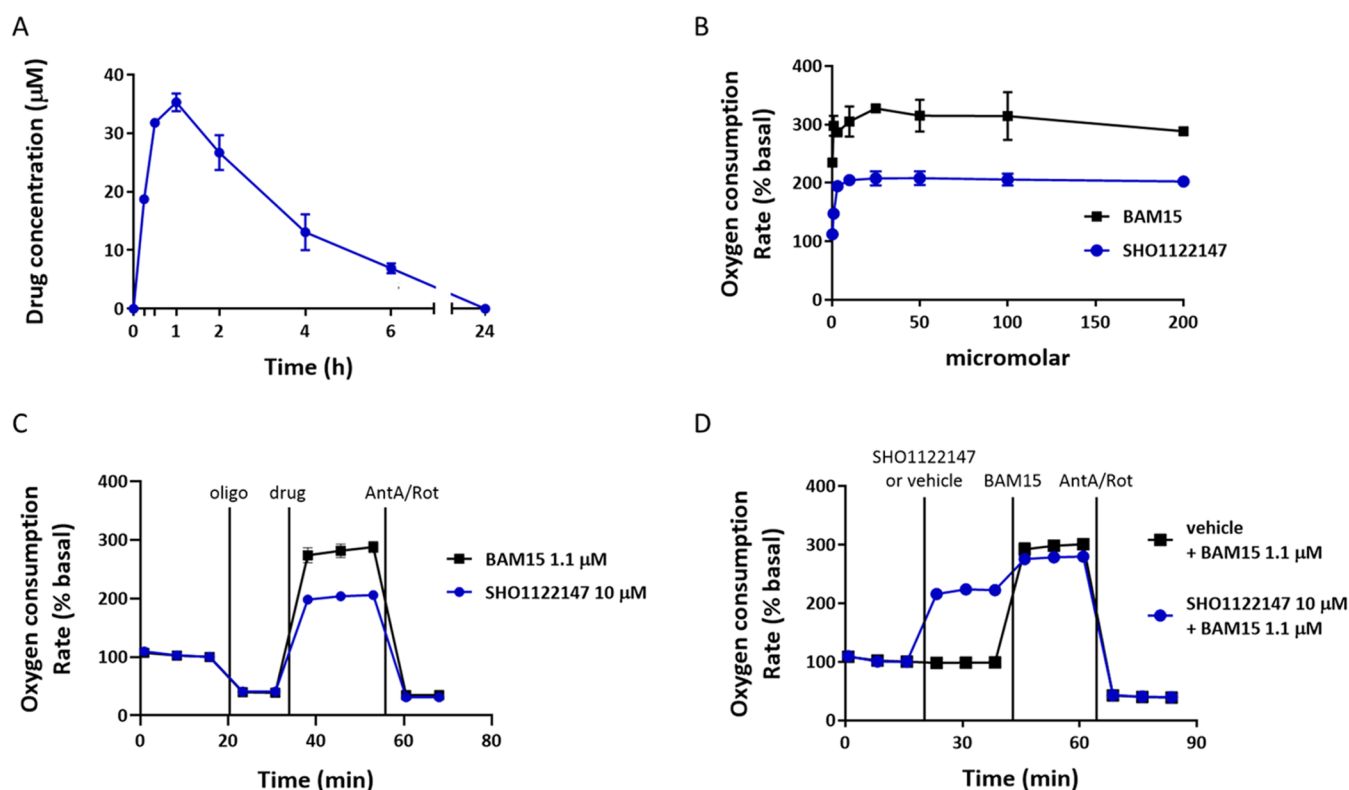 A
Drug concentration (µM)
40
30
20
10
0
0
1
2
4
6
24
Time (h)
B
Oxygen consumption
Rate (% basal)
400
300
200
100
0
0
50
100
150
200
micromolar
BAM15
SHO1122147
C
Oxygen consumption
Rate (% basal)
400
300
200
100
0
0
20
40
60
80
Time (min)
oligo
drug
AntA/Rot
BAM15 1.1 µM
SHO1122147 10 µM
D
Oxygen consumption
Rate (% basal)
400
300
200
100
0
0
30
60
90
Time (min)
SHO1122147
or vehicle
BAM15
AntA/Rot
vehicle
+ BAM15 1.1 µM
SHO1122147 10 µM
+ BAM15 1.1 µM